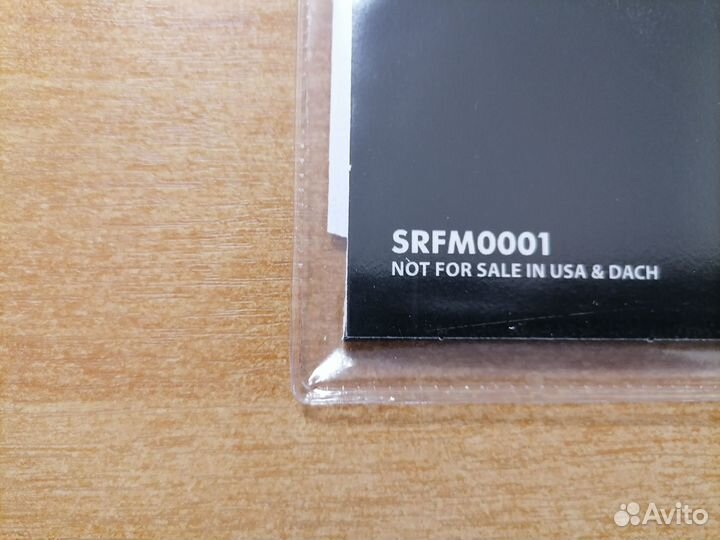 SRFM0001
NOT FOR SALE IN USA & DACH
Avito